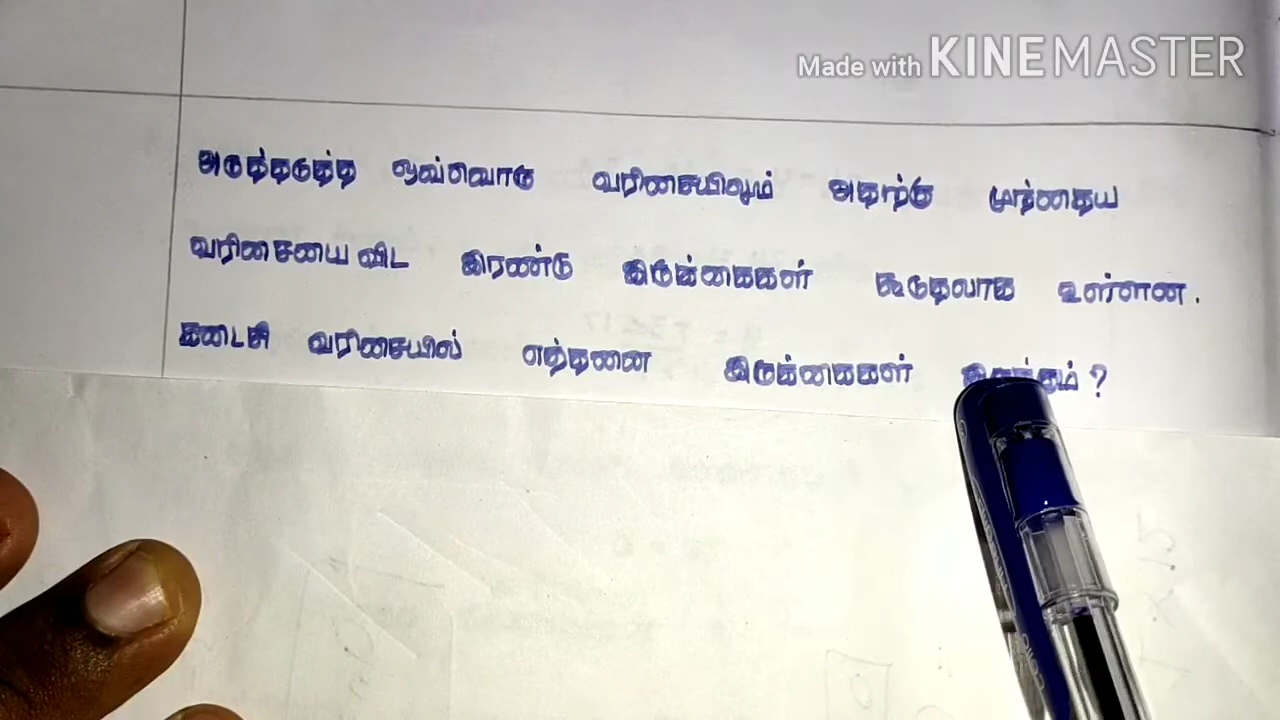 Made with KINEMASTER
அடுத்தடுத்த ஒவ்வொரு வரிசையிலும் அதற்கு முந்தைய
வரிசையை விட இரண்டு இருக்கைகள் கூடுதலாக உள்ளன.
கடைசி வரிசையில் எத்தனை இருக்கைகள் இருக்கும்?